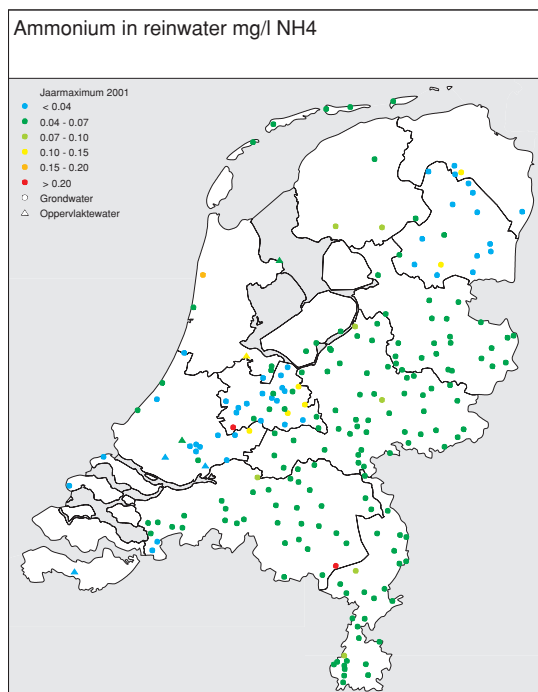 Ammonium in reinwater mg/l NH4
Jaarmaximum 2001
< 0.04
0.04 - 0.07
0.07 - 0.10
0.10 - 0.15
0.15 - 0.20
> 0.20
Grondwater
Oppervlaktewater